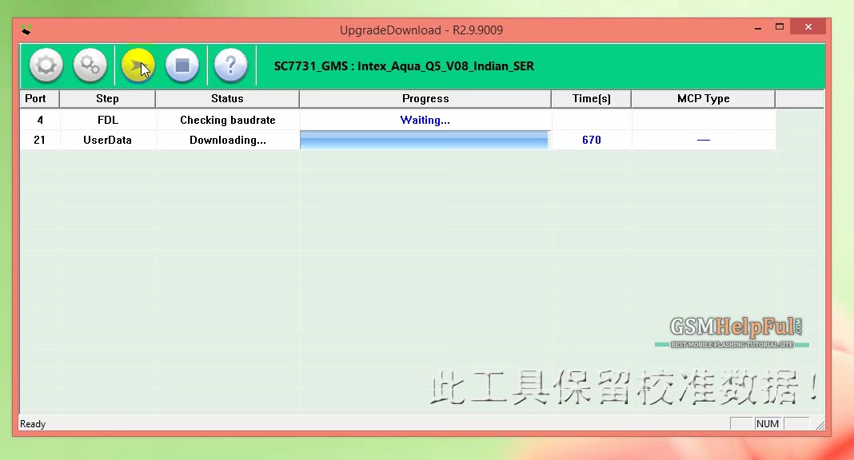 UpgradeDownload - R2.9.9009
?
SC7731_GMS : Intex_Aqua_Q5_V08_Indian_SER
Port Step Status Progress Time(s) MCP Type
4 FDL Checking baudrate Waiting...
21 UserData Downloading... 670 —
GSMHelpFul.COM
BEST MOBILE FLASHING TUTORIAL SITE
此工具保留校准数据!
Ready NUM